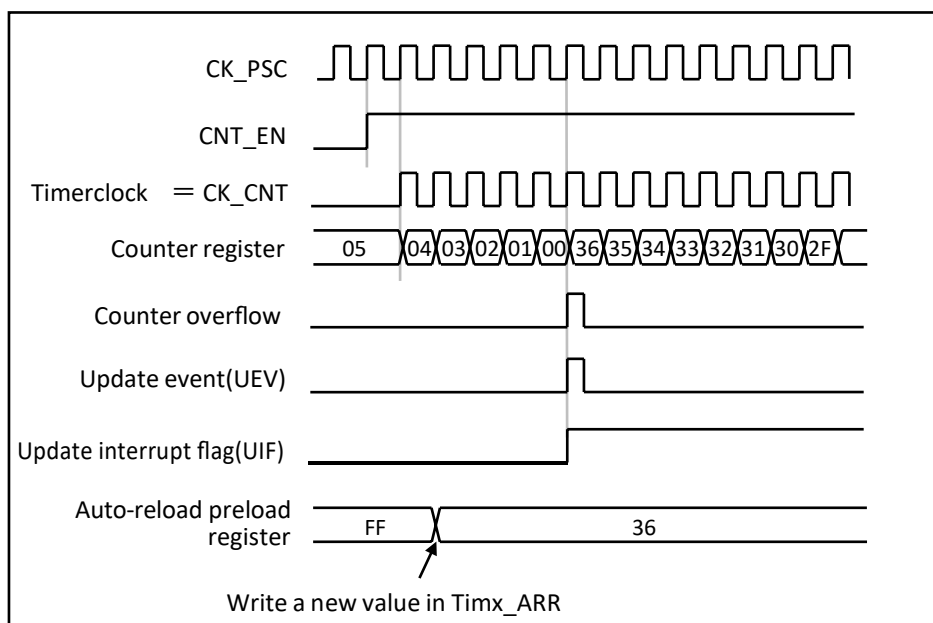 CK_PSC
CNT_EN
Timerclock = CK_CNT
Counter register 05 04 03 02 01 00 36 35 34 33 32 31 30 2F
Counter overflow
Update event(UEV)
Update interrupt flag(UIF)
Auto-reload preload
register FF 36
Write a new value in Timx_ARR